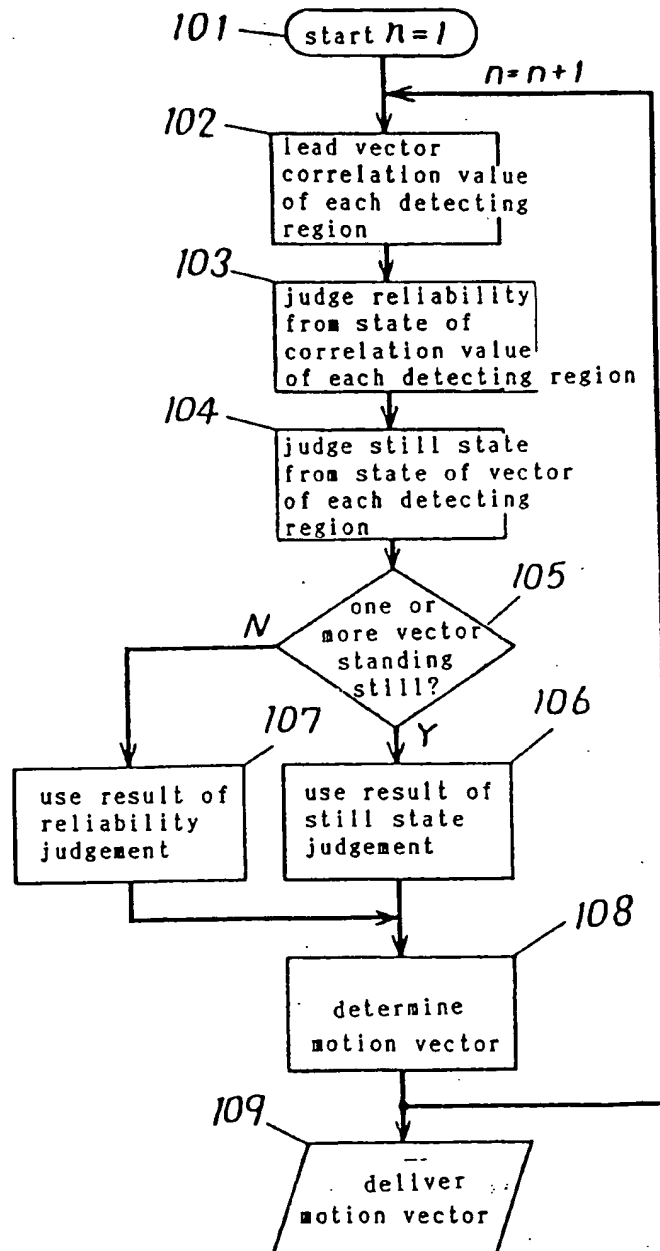 101
start n=1
n=n+1
102
lead vector
correlation value
of each detecting
region
103
judge reliability
from state of
correlation value
of each detecting region
104
judge still state
from state of vector
of each detecting
region
105
one or
more vector
standing
still?
N
Y
107
106
use result of
reliability
judgement
use result of
still state
judgement
108
determine
motion vector
109
deliver
motion vector